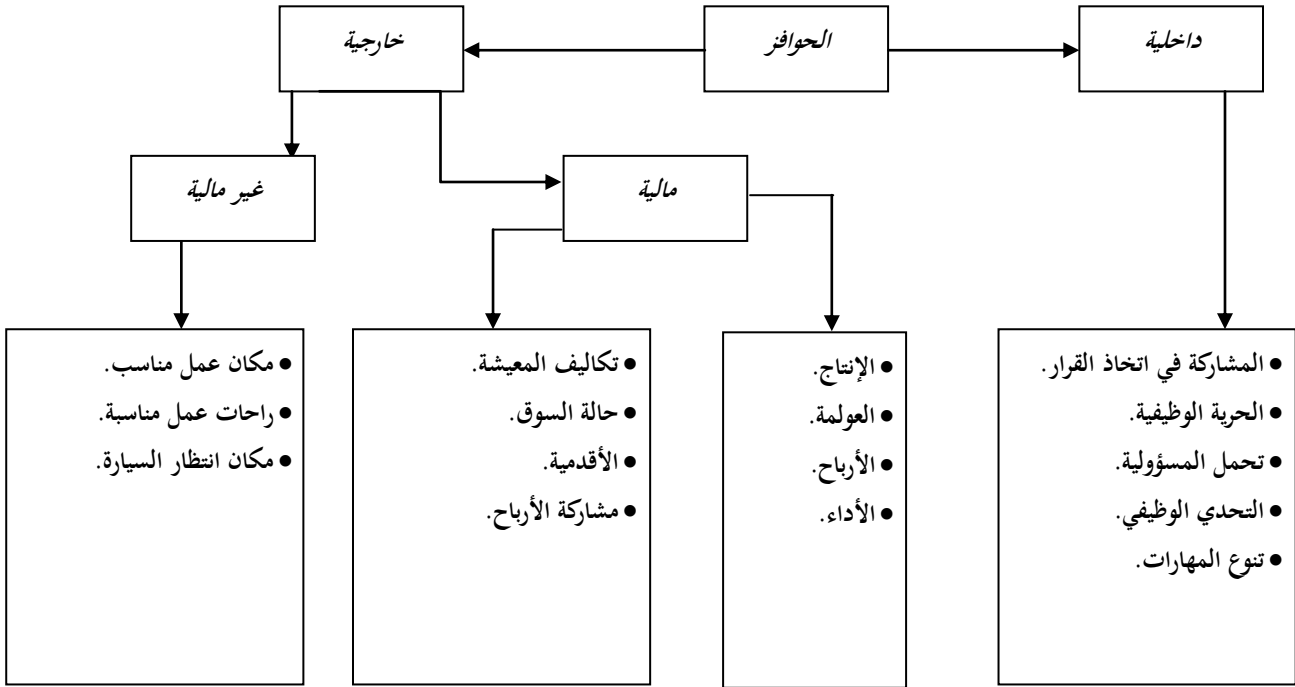 داخلية
الحوافز
خارجية
مالية
غير مالية
• المشاركة في اتخاذ القرار.
• الحرية الوظيفية.
• تحمل المسؤولية.
• التحدي الوظيفي.
• تنوع المهارات.
• الإنتاج.
• العولمة.
• الأرباح.
• الأداء.
• تكاليف المعيشة.
• حالة السوق.
• الأقدمية.
• مشاركة الأرباح.
• مكان عمل مناسب.
• راحات عمل مناسبة.
• مكان انتظار السيارة.